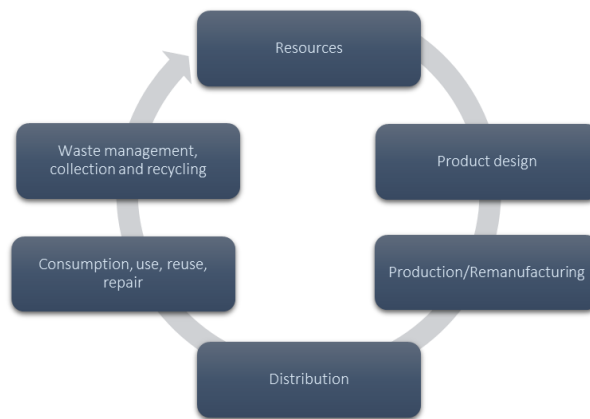 Resources
Product design
Production/Remanufacturing
Distribution
Consumption, use, reuse,
repair
Waste management,
collection and recycling